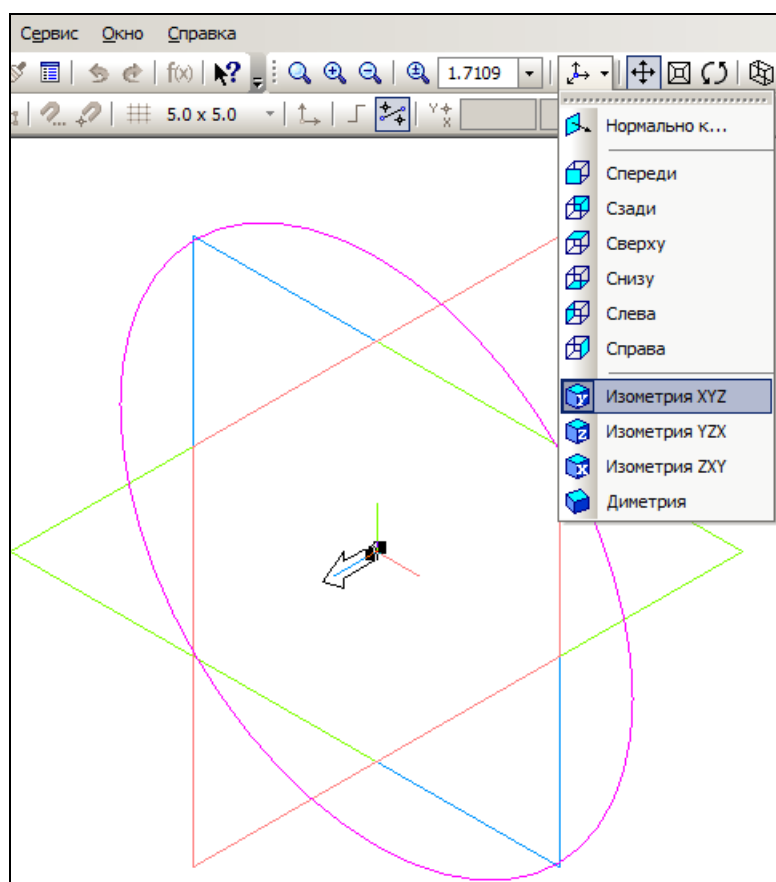 Сервис Окно Справка
f(x) 1.7109
5.0 x 5.0 Y X
Нормально к...
Спереди
Сзади
Сверху
Снизу
Слева
Справа
Изометрия XYZ
Изометрия YZX
Изометрия ZXY
Диметрия